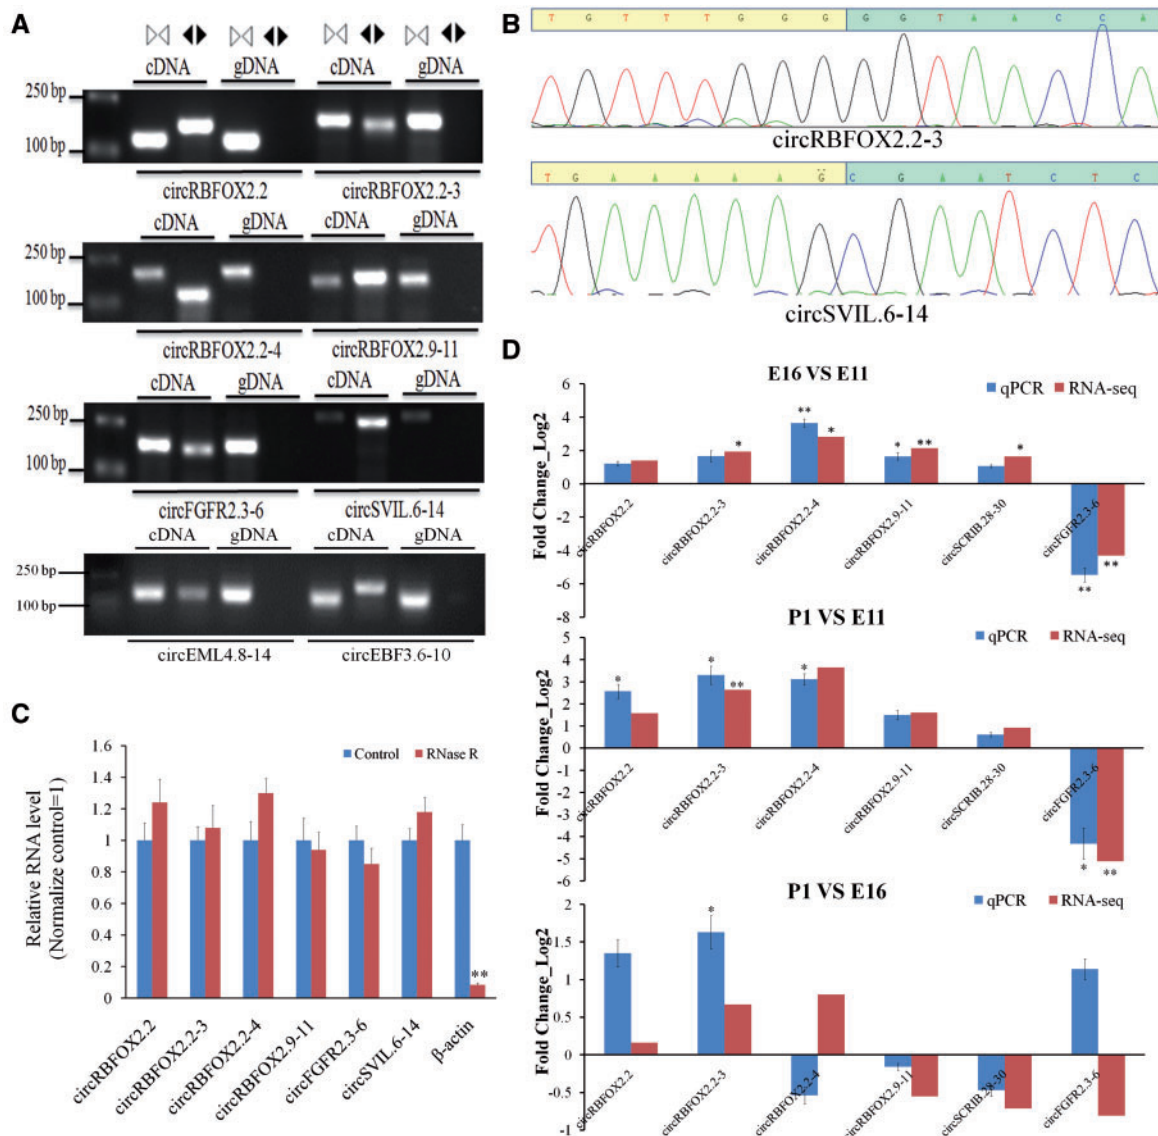 A
cDNA gDNA cDNA gDNA
250 bp
100 bp
circRBFOX2.2 circRBFOX2.2-3
cDNA gDNA cDNA gDNA
250 bp
100 bp
circRBFOX2.2-4 circRBFOX2.9-11
cDNA gDNA cDNA gDNA
250 bp
100 bp
circFGFR2.3-6 circSVIL.6-14
cDNA gDNA cDNA gDNA
250 bp
100 bp
circEML4.8-14 circEBF3.6-10
B
T G T T T G G G G G T A A C C A
circRBFOX2.2-3
T G A A A A A G C G A A T C T C
circSVIL.6-14
C
Relative RNA level
(Normalize control=1)
Control RNase R
1.6
1.4
1.2
1
0.8
0.6
0.4
0.2
0
**
circRBFOX2.2 circRBFOX2.2-3 circRBFOX2.2-4 circRBFOX2.9-11 circFGFR2.3-6 circSVIL.6-14 β-actin
D
E16 VS E11
qPCR RNA-seq
Fold Change_Log2
6
4
2
0
-2
-4
-6
-8
* ** * * ** * ** **
circRBFOX2.2 circRBFOX2.2-3 circRBFOX2.2-4 circRBFOX2.9-11 circSCRIB.28-30 circFGFR2.3-6
P1 VS E11
qPCR RNA-seq
Fold Change_Log2
5
4
3
2
1
0
-1
-2
-3
-4
-5
-6
* * ** * * **
circRBFOX2.2 circRBFOX2.2-3 circRBFOX2.2-4 circRBFOX2.9-11 circSCRIB.28-30 circFGFR2.3-6
P1 VS E16
qPCR RNA-seq
Fold Change_Log2
2
1.5
1
0.5
0
-0.5
-1
*
circRBFOX2.2 circRBFOX2.2-3 circRBFOX2.2-4 circRBFOX2.9-11 circSCRIB.28-30 circFGFR2.3-6